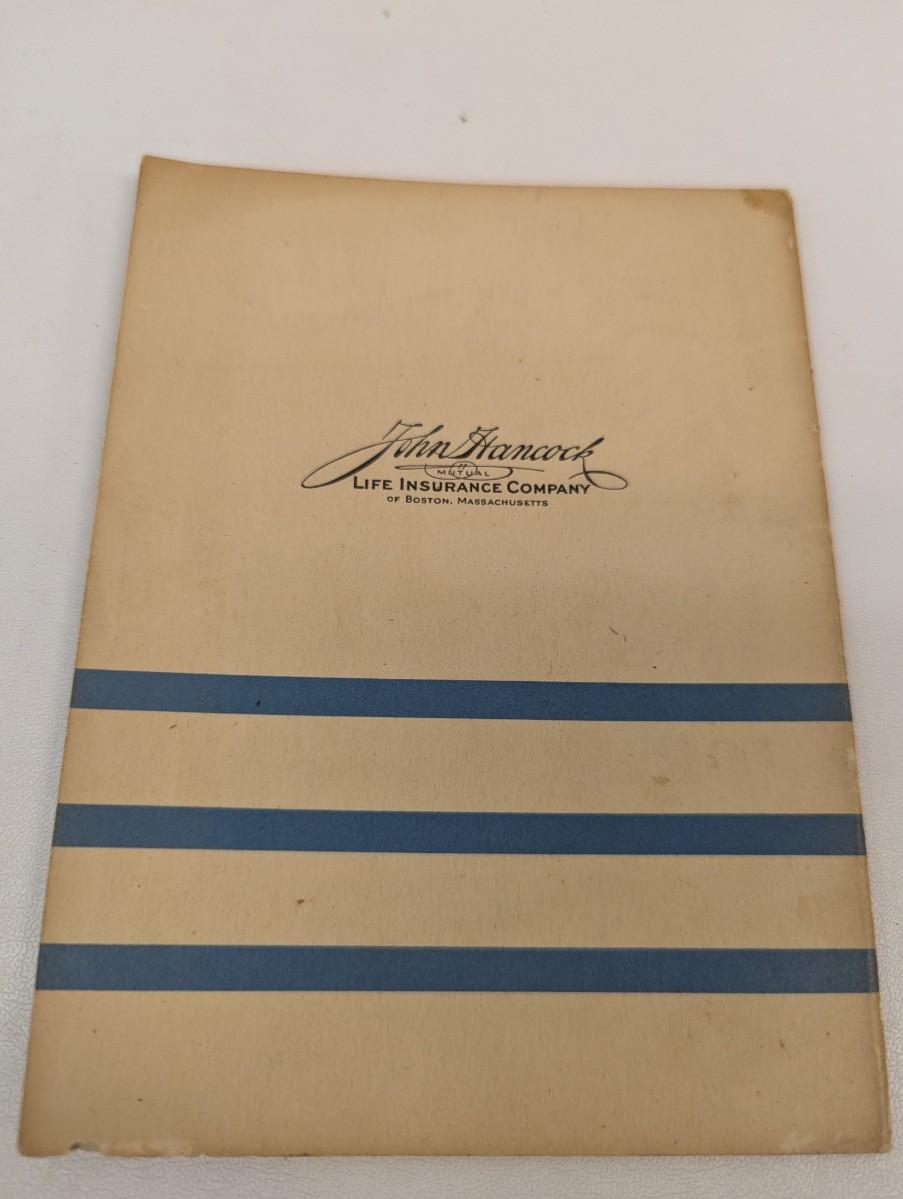 John Hancock
MUTUAL
LIFE INSURANCE COMPANY
OF BOSTON, MASSACHUSETTS